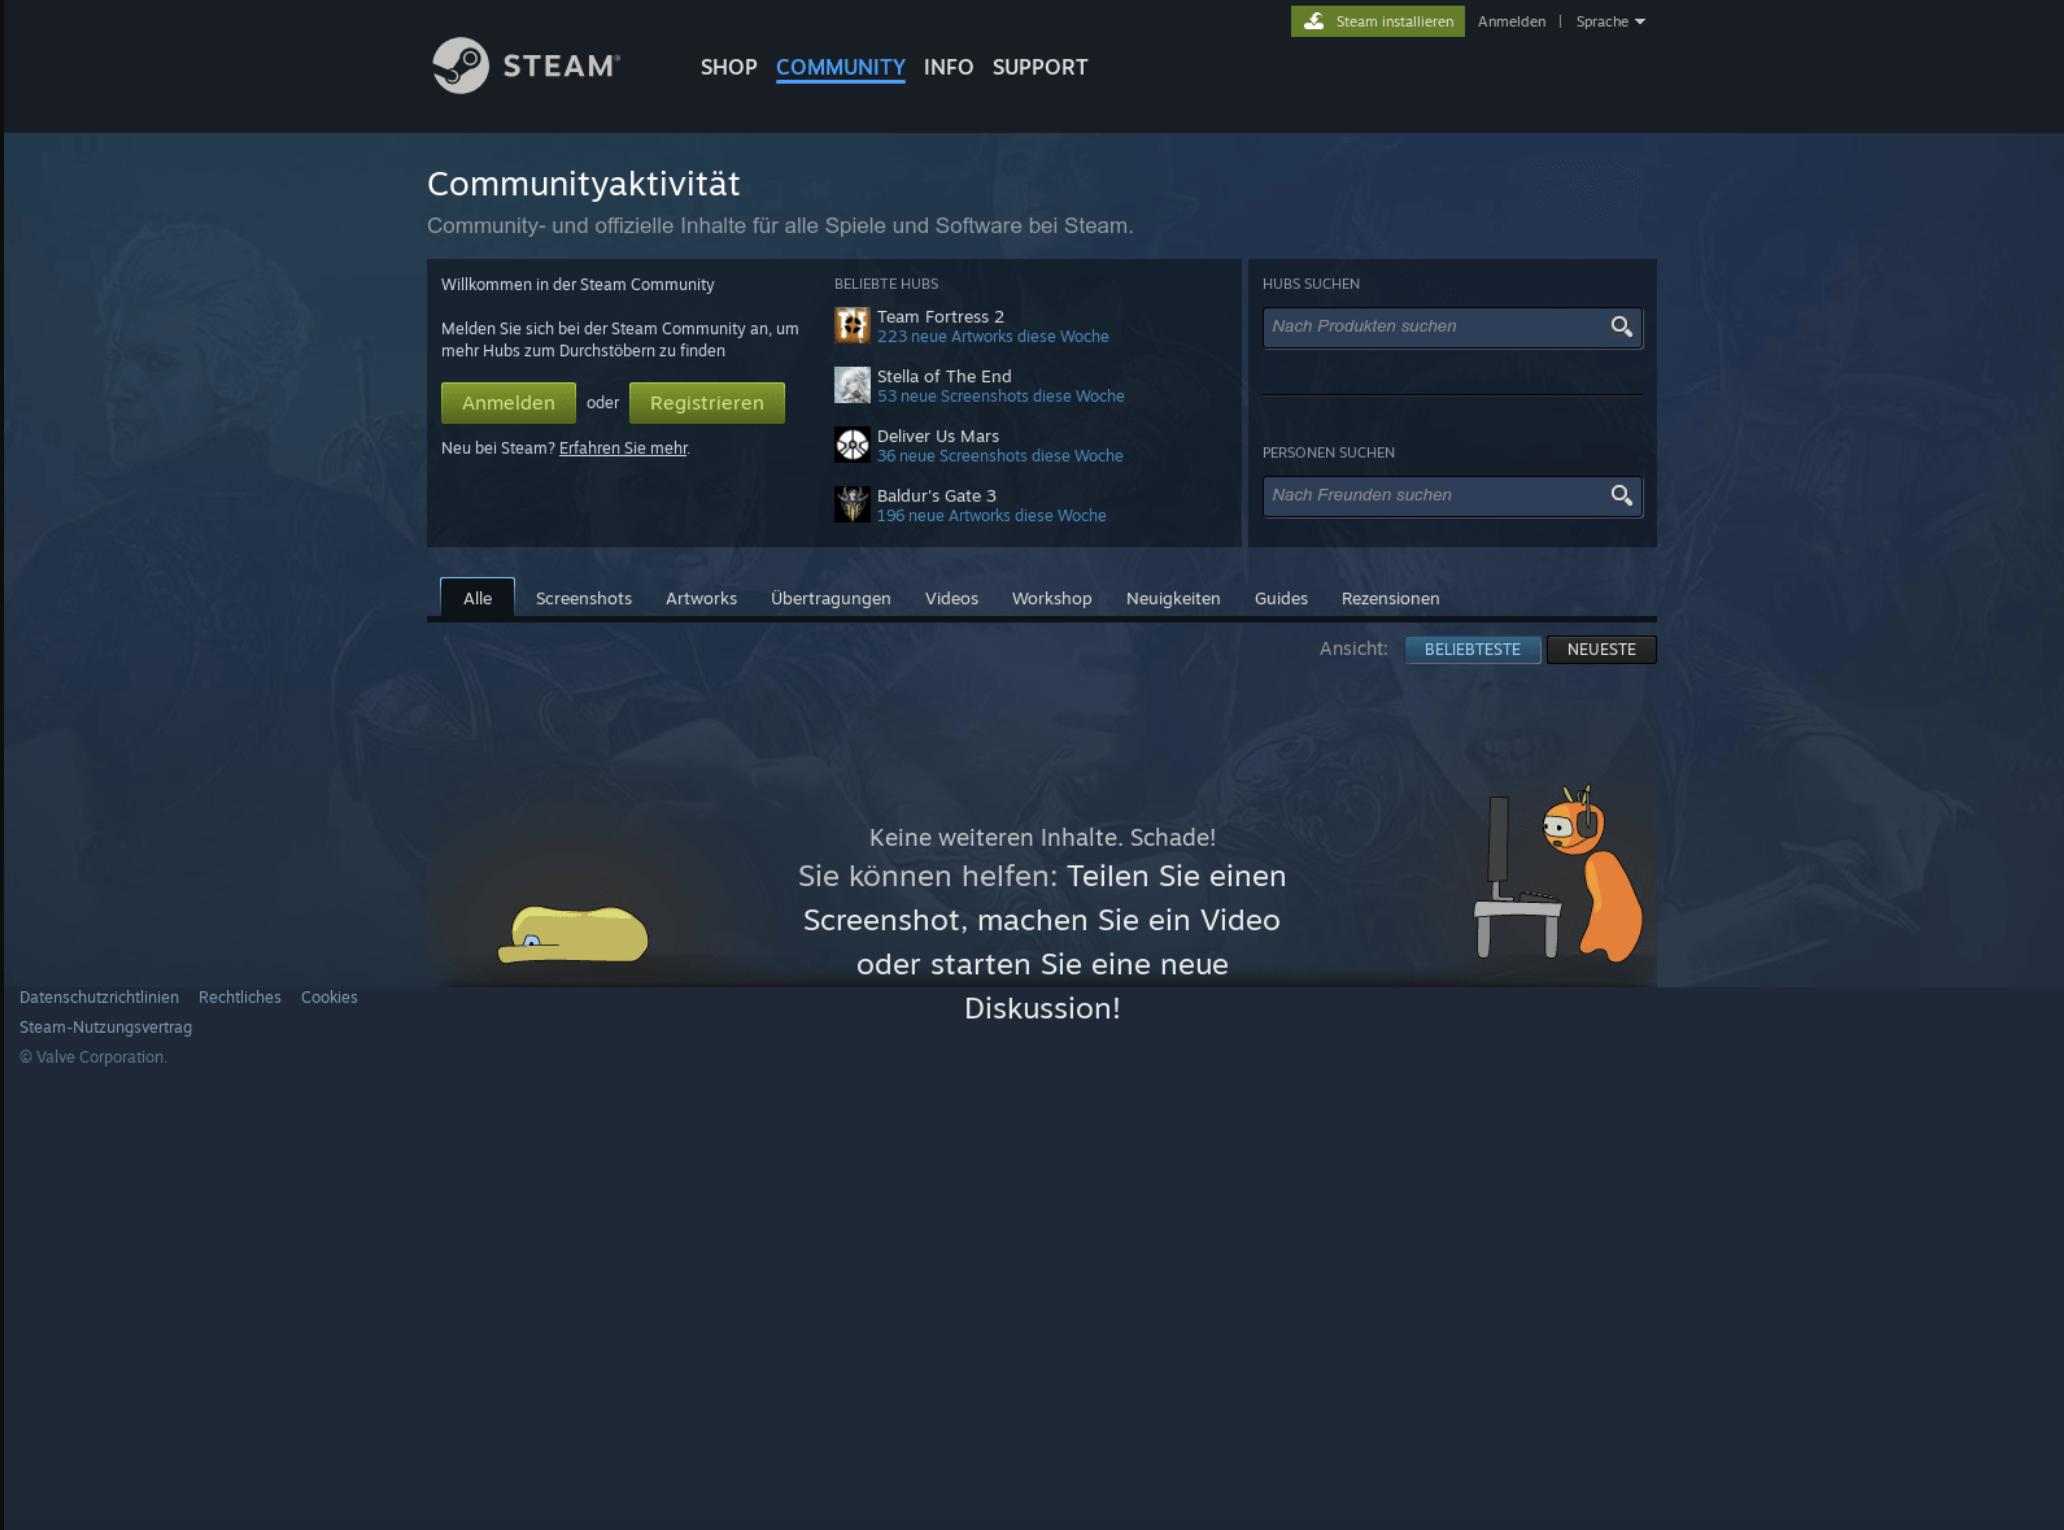 Steam installieren Anmelden | Sprache
STEAM®
SHOP COMMUNITY INFO SUPPORT
Communityaktivität
Community- und offizielle Inhalte für alle Spiele und Software bei Steam.
Willkommen in der Steam Community
Melden Sie sich bei der Steam Community an, um
mehr Hubs zum Durchstöbern zu finden
Anmelden oder Registrieren
Neu bei Steam? Erfahren Sie mehr.
BELIEBTE HUBS
Team Fortress 2
223 neue Artworks diese Woche
Stella of The End
53 neue Screenshots diese Woche
Deliver Us Mars
36 neue Screenshots diese Woche
Baldur's Gate 3
196 neue Artworks diese Woche
HUBS SUCHEN
Nach Produkten suchen
PERSONEN SUCHEN
Nach Freunden suchen
Alle Screenshots Artworks Übertragungen Videos Workshop Neuigkeiten Guides Rezensionen
Ansicht: BELIEBTESTE NEUESTE
Keine weiteren Inhalte. Schade!
Sie können helfen: Teilen Sie einen
Screenshot, machen Sie ein Video
oder starten Sie eine neue
Diskussion!
Datenschutzrichtlinien Rechtliches Cookies
Steam-Nutzungsvertrag
© Valve Corporation.